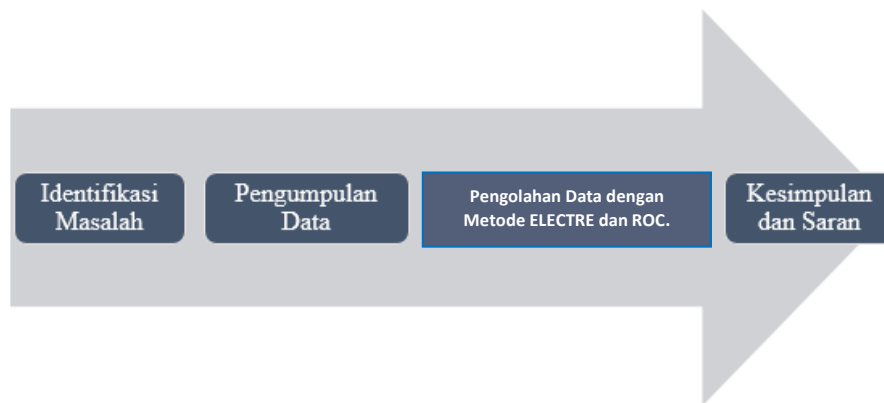 Identifikasi
Masalah
Pengumpulan
Data
Pengolahan Data dengan
Metode ELECTRE dan ROC.
Kesimpulan
dan Saran